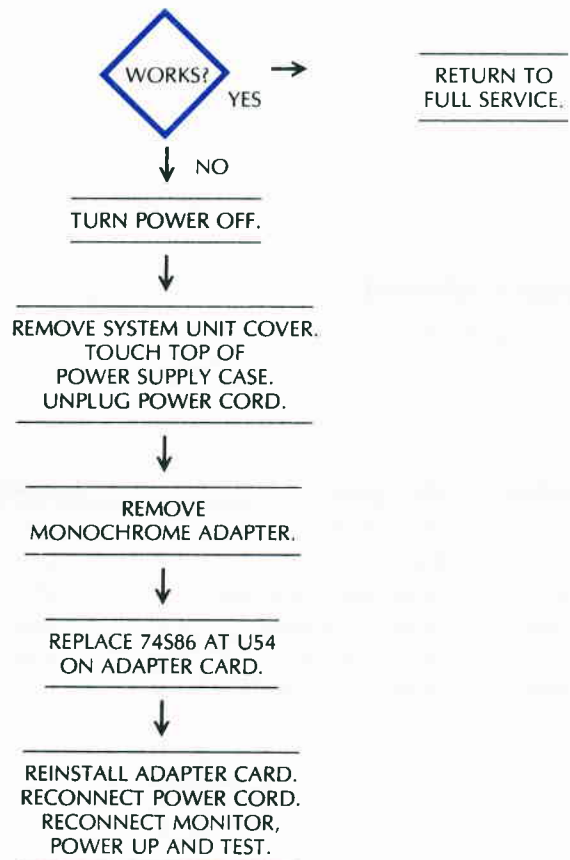 WORKS?
YES
RETURN TO
FULL SERVICE.
NO
TURN POWER OFF.
REMOVE SYSTEM UNIT COVER.
TOUCH TOP OF
POWER SUPPLY CASE.
UNPLUG POWER CORD.
REMOVE
MONOCHROME ADAPTER.
REPLACE 74S86 AT U54
ON ADAPTER CARD.
REINSTALL ADAPTER CARD.
RECONNECT POWER CORD.
RECONNECT MONITOR,
POWER UP AND TEST.